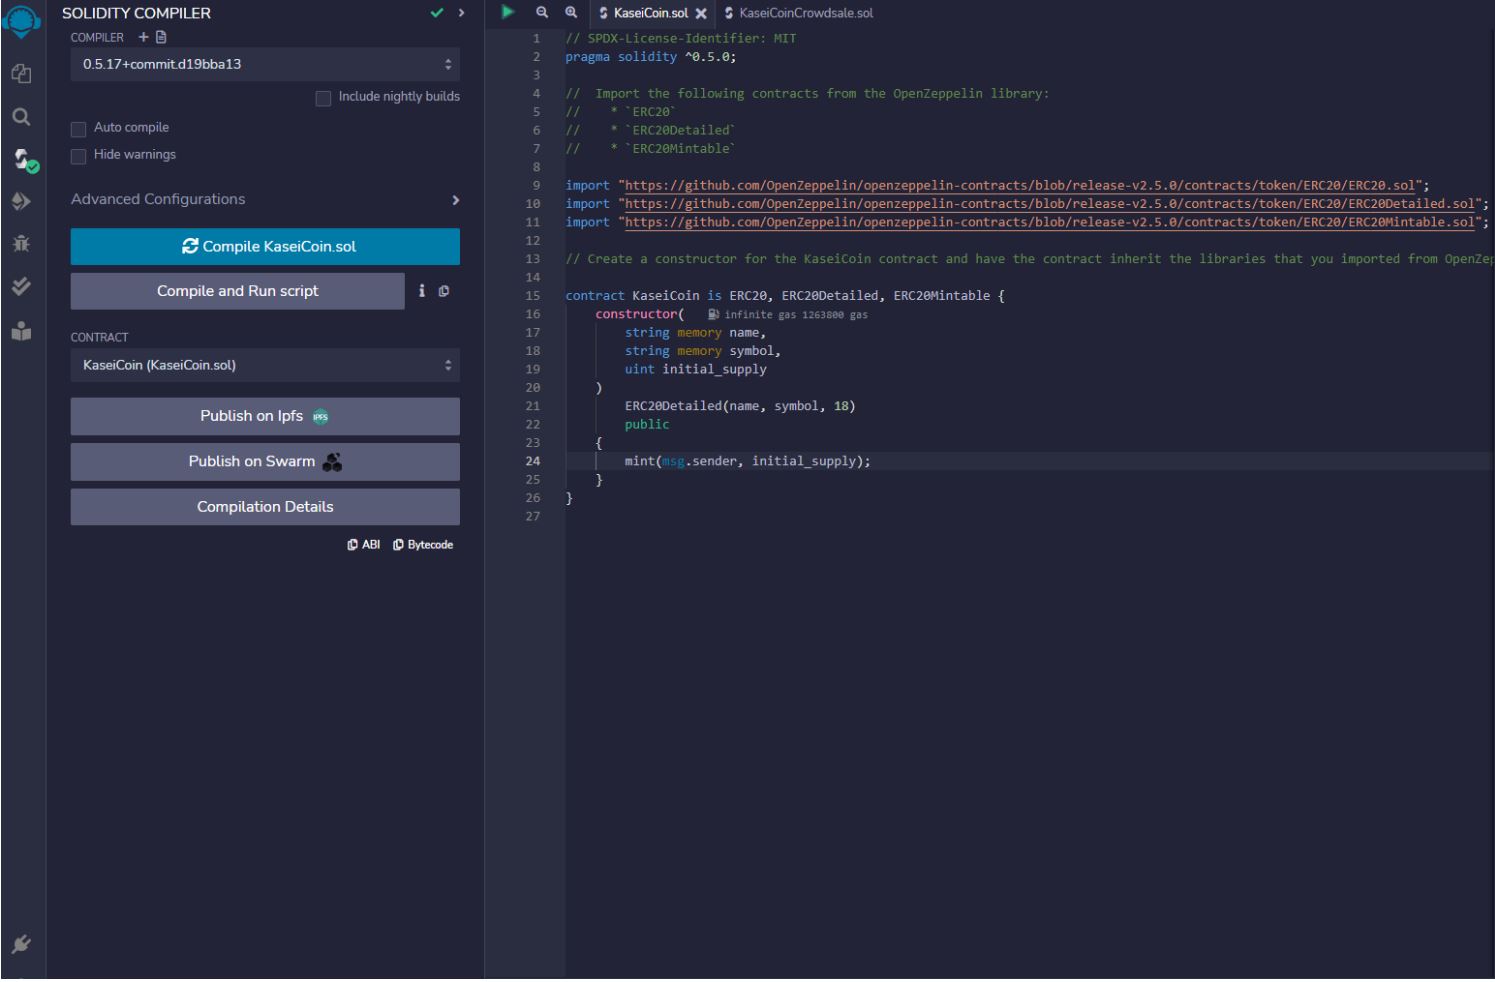 SOLIDITY COMPILER
COMPILER +
0.5.17+commit.d19bba13
Include nightly builds
Auto compile
Hide warnings
Advanced Configurations
Compile KaseiCoin.sol
Compile and Run script
CONTRACT
KaseiCoin (KaseiCoin.sol)
Publish on Ipfs IPFS
Publish on Swarm
Compilation Details
ABI Bytecode
KaseiCoin.sol KaseiCoinCrowdsale.sol
1 // SPDX-License-Identifier: MIT
2 pragma solidity ^0.5.0;
3
4 //  Import the following contracts from the OpenZeppelin library:
5 //    * `ERC20`
6 //    * `ERC20Detailed`
7 //    * `ERC20Mintable`
8
9 import "https://github.com/OpenZeppelin/openzeppelin-contracts/blob/release-v2.5.0/contracts/token/ERC20/ERC20.sol";
10 import "https://github.com/OpenZeppelin/openzeppelin-contracts/blob/release-v2.5.0/contracts/token/ERC20/ERC20Detailed.sol";
11 import "https://github.com/OpenZeppelin/openzeppelin-contracts/blob/release-v2.5.0/contracts/token/ERC20/ERC20Mintable.sol";
12
13 // Create a constructor for the KaseiCoin contract and have the contract inherit the libraries that you imported from OpenZep
14
15 contract KaseiCoin is ERC20, ERC20Detailed, ERC20Mintable {
16     constructor(   infinite gas 1263800 gas
17         string memory name,
18         string memory symbol,
19         uint initial_supply
20     )
21         ERC20Detailed(name, symbol, 18)
22         public
23     {
24         mint(msg.sender, initial_supply);
25     }
26 }
27